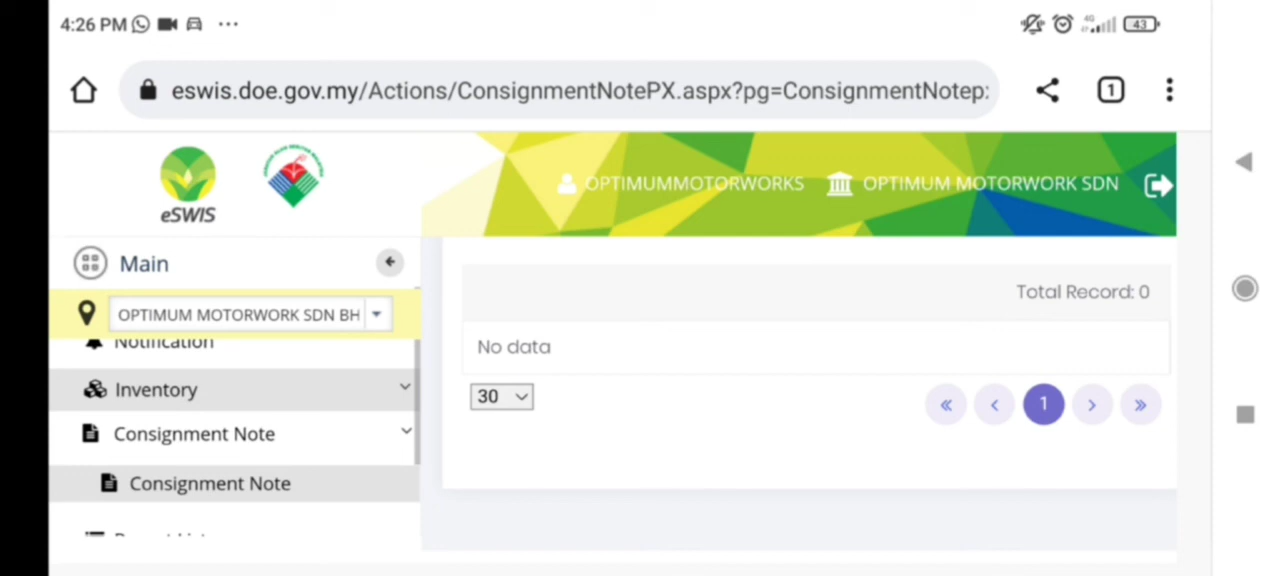 4:26 PM
4G
43
eswis.doe.gov.my/Actions/ConsignmentNotePX.aspx?pg=ConsignmentNotep:
1
eSWIS
OPTIMUMMOTORWORKS
OPTIMUM MOTORWORK SDN
Main
OPTIMUM MOTORWORK SDN BH
Notification
Inventory
Consignment Note
Consignment Note
Total Record: 0
No data
30
« ‹ 1 › »